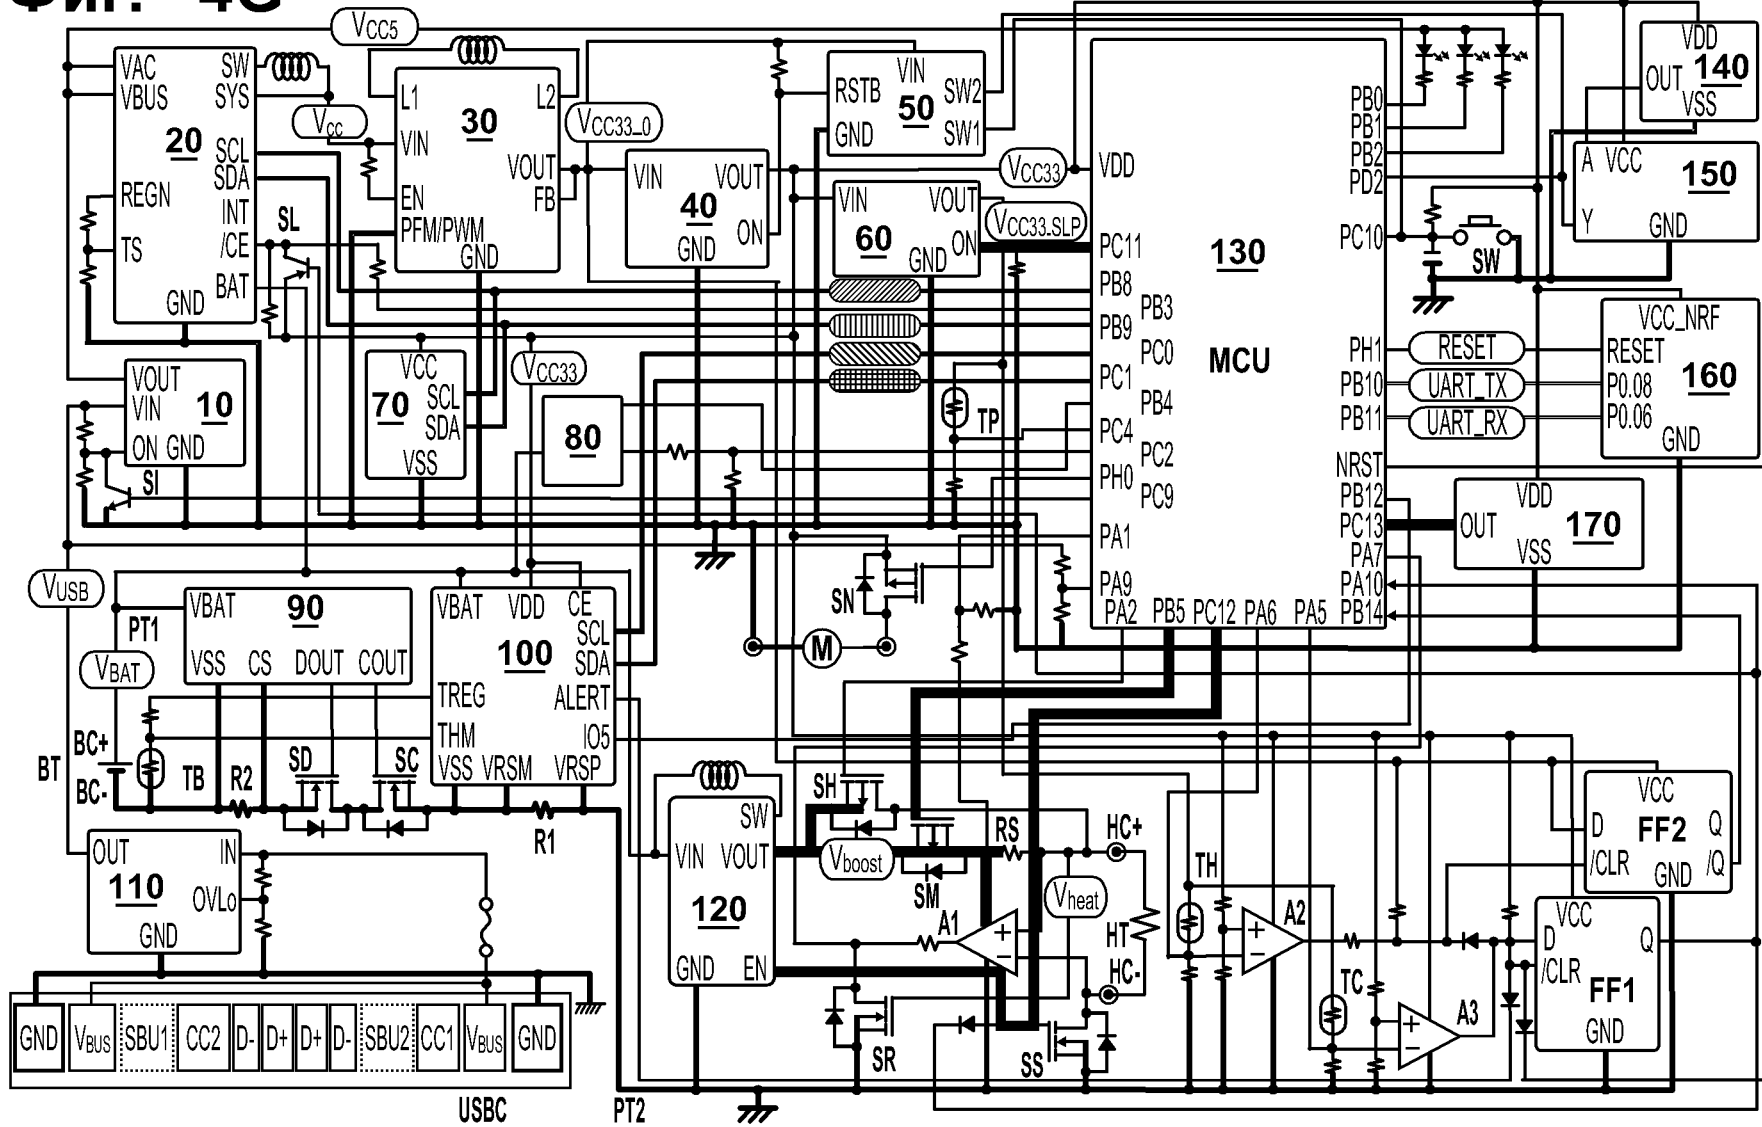 Фиг. 4G
VCC5
VAC
VBUS
SW
SYS
20
SCL
SDA
REGN
INT
TS
/CE
BAT
GND
SL
Vcc
L1
L2
30
VIN
VOUT
EN
FB
PFM/PWM
GND
VCC33_0
VIN
VOUT
40
ON
GND
VIN
RSTB
SW2
50
GND
SW1
VCC33
VIN
VOUT
60
ON
GND
VCC33-SLP
VDD
PC11
PB8
PB3
PB9
PC0
PC1
PB4
PC4
PC2
PH0
PC9
PA1
PA9
PA2
PB5
PC12
PA6
PA5
130
MCU
PB0
PB1
PB2
PD2
PC10
PH1
PB10
PB11
NRST
PB12
PC13
PA7
PA10
PB14
VDD
OUT
140
VSS
A
VCC
150
Y
GND
SW
VCC_NRF
RESET
RESET
UART_TX
P0.08
160
UART_RX
P0.06
GND
VDD
OUT
170
VSS
VOUT
VIN
10
ON
GND
SI
VCC
70
SCL
SDA
VSS
VCC33
80
TP
VUSB
VBAT
90
PT1
VSS
CS
DOUT
COUT
VBAT
VBAT
VDD
CE
SCL
100
SDA
TREG
ALERT
THM
IO5
VSS
VRSM
VRSP
SN
M
BT
BC+
BC-
TB
R2
SD
SC
R1
OUT
IN
110
OVLo
GND
SW
VIN
VOUT
120
GND
EN
SH
Vboost
SM
RS
HC+
Vheat
A1
+
−
HT
HC-
SR
SS
TH
A2
+
−
TC
A3
+
−
VCC
D
FF2
Q
/CLR
/Q
GND
VCC
D
Q
/CLR
FF1
GND
GND
VBUS
SBU1
CC2
D-
D+
D+
D-
SBU2
CC1
VBUS
GND
USBC
PT2